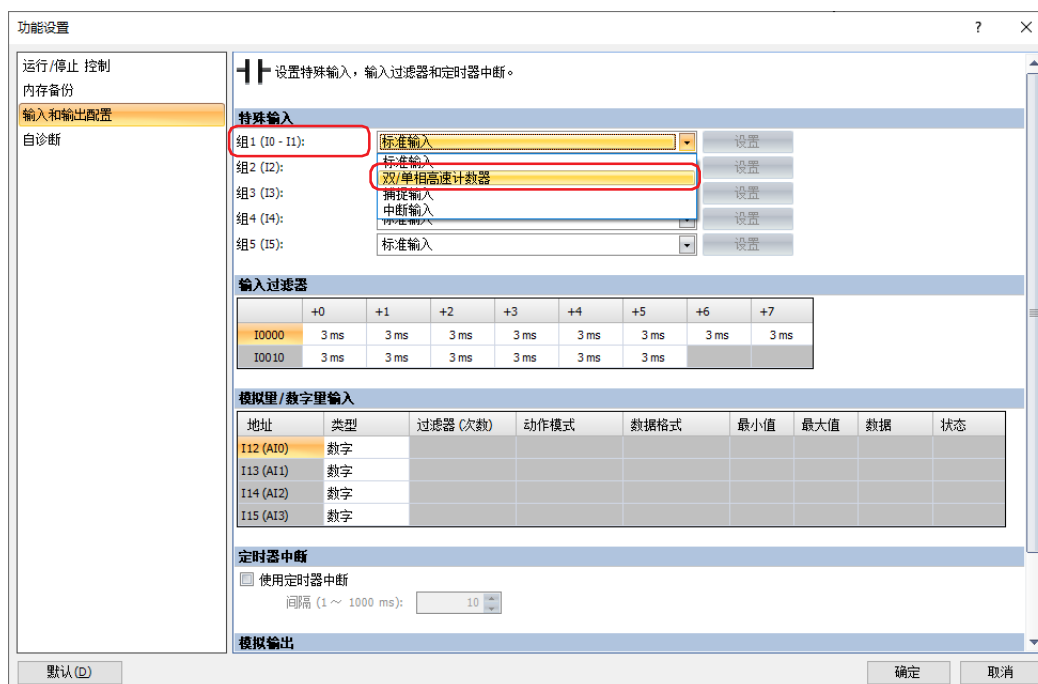 功能设置 ? ×
运行/停止 控制
内存备份
输入和输出配置
自诊断
设置特殊输入，输入过滤器和定时器中断。
特殊输入
组1 (I0 - I1): 标准输入 设置
标准输入
双/单相高速计数器
捕捉输入
中断输入
组2 (I2): 设置
组3 (I3): 设置
组4 (I4): 标准输入 设置
组5 (I5): 标准输入 设置
输入过滤器
+0 +1 +2 +3 +4 +5 +6 +7
I0000 3 ms 3 ms 3 ms 3 ms 3 ms 3 ms 3 ms 3 ms
I0010 3 ms 3 ms 3 ms 3 ms 3 ms 3 ms
模拟里/数字里输入
地址 类型 过滤器 (次数) 动作模式 数据格式 最小值 最大值 数据 状态
I12 (AI0) 数字
I13 (AI1) 数字
I14 (AI2) 数字
I15 (AI3) 数字
定时器中断
使用定时器中断
间隔 (1～ 1000 ms): 10
模拟输出
默认(D) 确定 取消